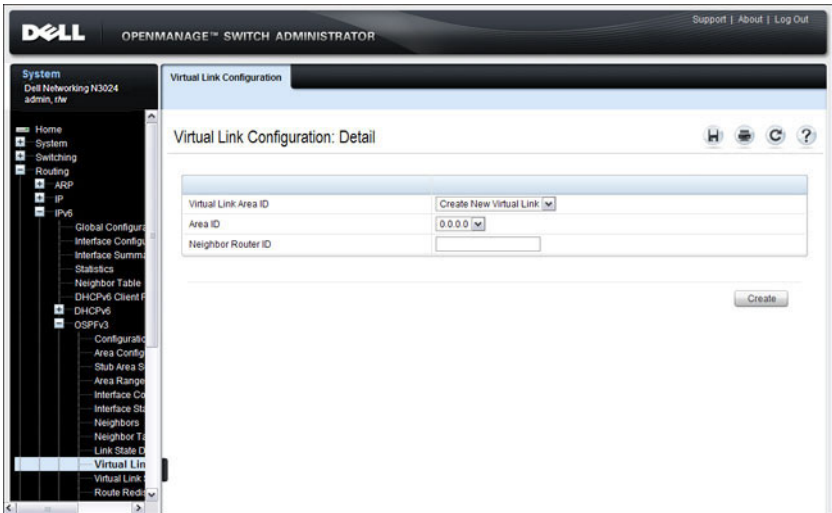 Support | About | Log Out
DELL OPENMANAGE™ SWITCH ADMINISTRATOR
System
Dell Networking N3024
admin, r/w
Virtual Link Configuration
Home
System
Switching
Routing
ARP
IP
IPv6
Global Configura
Interface Configu
Interface Summa
Statistics
Neighbor Table
DHCPv6 Client P
DHCPv6
OSPFv3
Configuratio
Area Config
Stub Area S
Area Range
Interface Co
Interface Sta
Neighbors
Neighbor Ta
Link State D
Virtual Lin
Virtual Link
Route Redis
Virtual Link Configuration: Detail
Virtual Link Area ID Create New Virtual Link
Area ID 0.0.0.0
Neighbor Router ID
Create